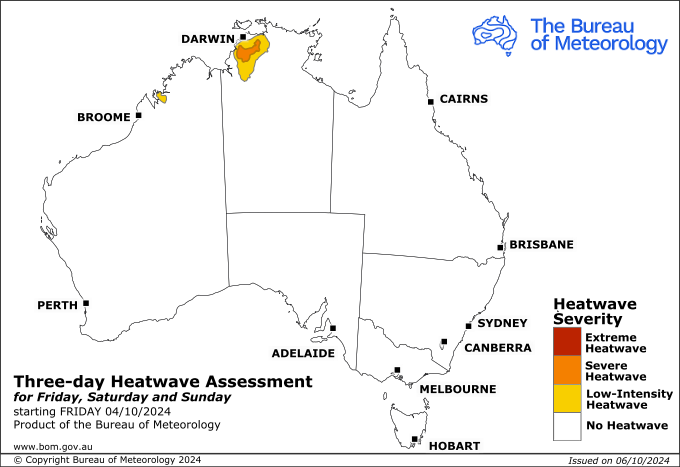 The Bureau
of Meteorology
DARWIN
CAIRNS
BROOME
BRISBANE
PERTH
SYDNEY
CANBERRA
ADELAIDE
MELBOURNE
HOBART
Heatwave
Severity
Extreme
Heatwave
Severe
Heatwave
Low-Intensity
Heatwave
No Heatwave
Three-day Heatwave Assessment
for Friday, Saturday and Sunday
starting FRIDAY 04/10/2024
Product of the Bureau of Meteorology
www.bom.gov.au
© Copyright Bureau of Meteorology 2024
Issued on 06/10/2024